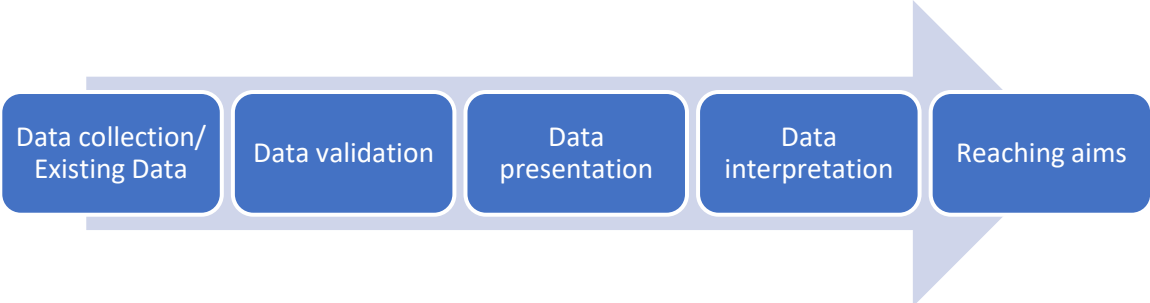 Data collection/
Existing Data
Data validation
Data
presentation
Data
interpretation
Reaching aims